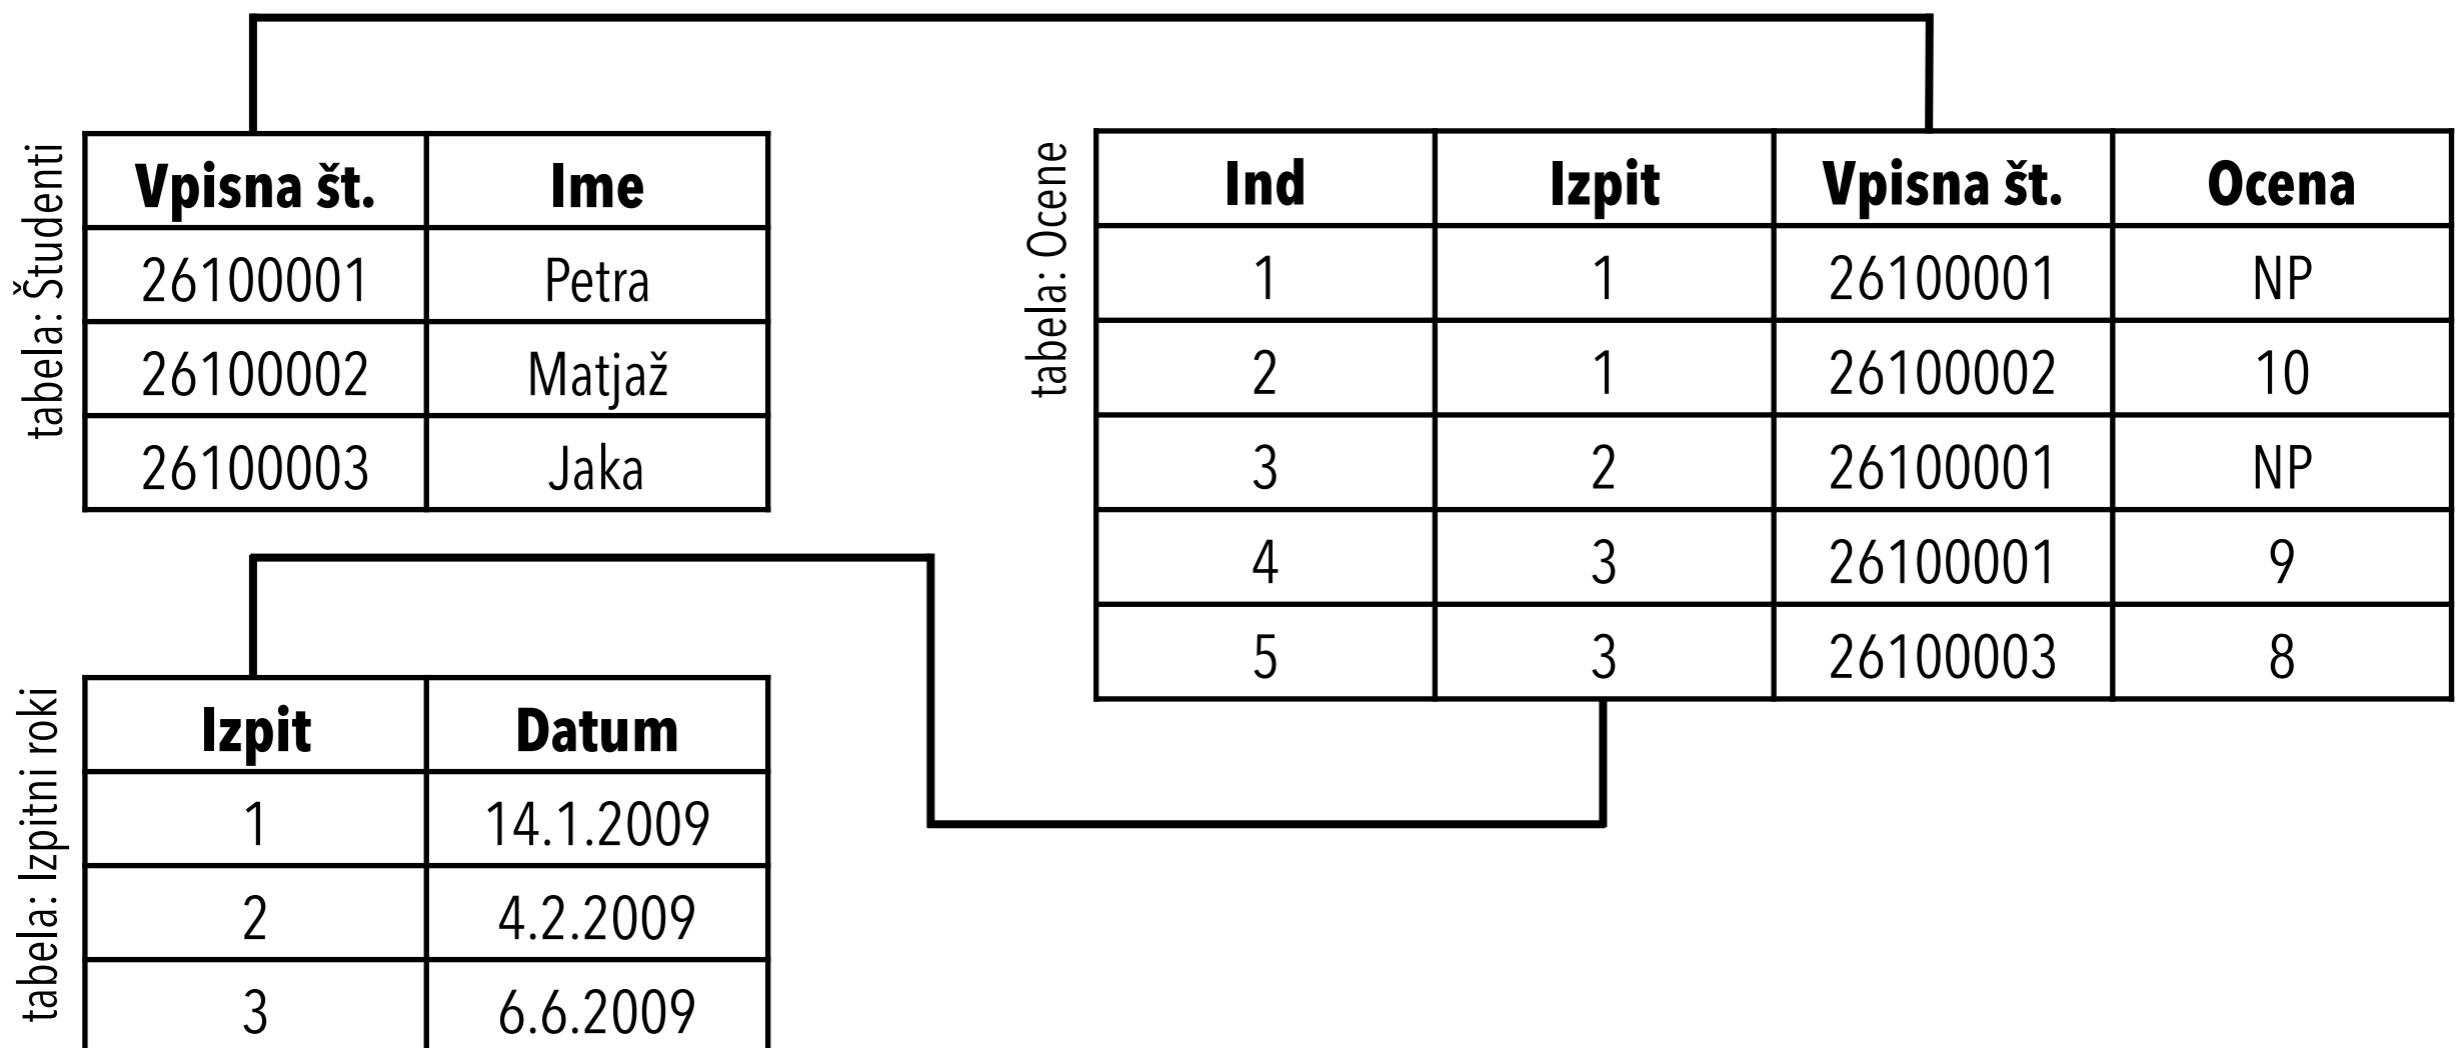 tabela: Študenti
Vpisna št. Ime
26100001 Petra
26100002 Matjaž
26100003 Jaka
tabela: Ocene
Ind Izpit Vpisna št. Ocena
1 1 26100001 NP
2 1 26100002 10
3 2 26100001 NP
4 3 26100001 9
5 3 26100003 8
tabela: Izpitni roki
Izpit Datum
1 14.1.2009
2 4.2.2009
3 6.6.2009